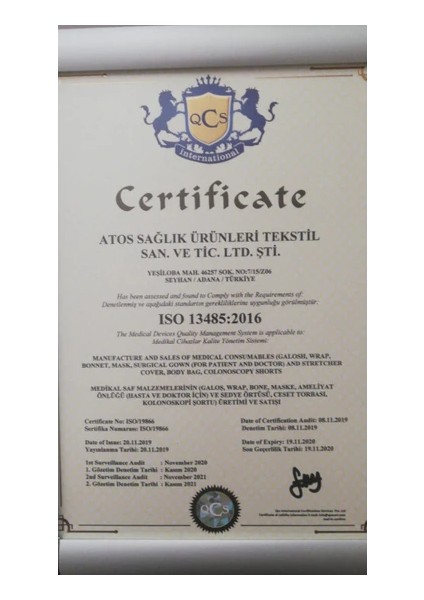 QCS
international
Certificate
ATOS SAĞLIK ÜRÜNLERİ TEKSTİL
SAN. VE TİC. LTD. ŞTİ.
YEŞİLOBA MAH. 46257 SOK. NO:7/15/Z06
SEYHAN / ADANA / TÜRKİYE
Has been assessed and found to Comply with the Requirements of:
Denetlenmiş ve aşağıdaki standartın gerekliliklerine uygunluğu görülmüştür:
ISO 13485:2016
The Medical Devices Quality Management System is applicable to:
Medikal Cihazlar Kalite Yönetim Sistemi:
MANUFACTURE AND SALES OF MEDICAL CONSUMABLES (GALOSH, WRAP,
BONNET, MASK, SURGICAL GOWN (FOR PATIENT AND DOCTOR) AND STRETCHER
COVER, BODY BAG, COLONOSCOPY SHORTS
MEDİKAL SAF MALZEMELERİNİN (GALOŞ, WRAP, BONE, MASKE, AMELİYAT
ÖNLÜĞÜ (HASTA VE DOKTOR İÇİN) VE SEDYE ÖRTÜSÜ, CESET TORBASI,
KOLONOSKOPİ ŞORTU) ÜRETİMİ VE SATIŞI
Certificate No: ISO/19866
Sertifika Numarası: ISO/19866
Date of Certification Audit: 08.11.2019
Denetim Tarihi: 08.11.2019
Date of Issue: 20.11.2019
Yayınlanma Tarihi: 20.11.2019
Date of Expiry: 19.11.2020
Son Geçerlilik Tarihi: 19.11.2020
1st Surveillance Audit : November 2020
1. Gözetim Denetim Tarihi : Kasım 2020
2nd Surveillance Audit : November 2021
2. Gözetim Denetim Tarihi : Kasım 2021
QCS